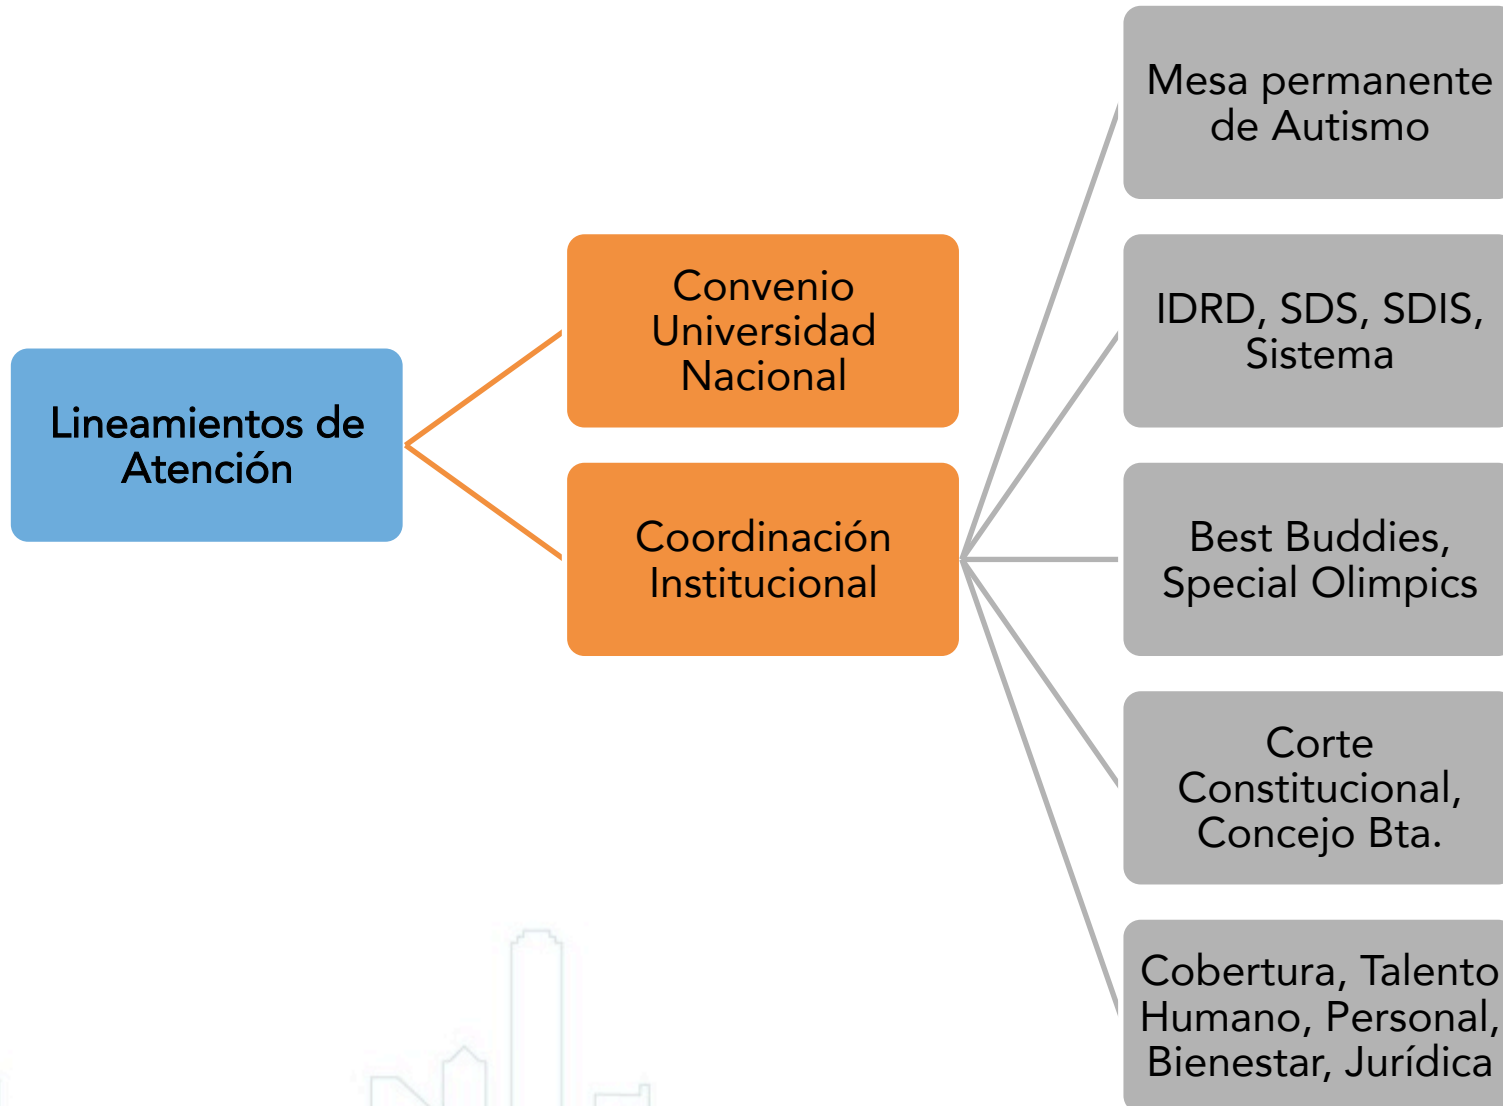 Lineamientos de
Atención
Convenio
Universidad
Nacional
Coordinación
Institucional
Mesa permanente
de Autismo
IDRD, SDS, SDIS,
Sistema
Best Buddies,
Special Olimpics
Corte
Constitucional,
Concejo Bta.
Cobertura, Talento
Humano, Personal,
Bienestar, Jurídica